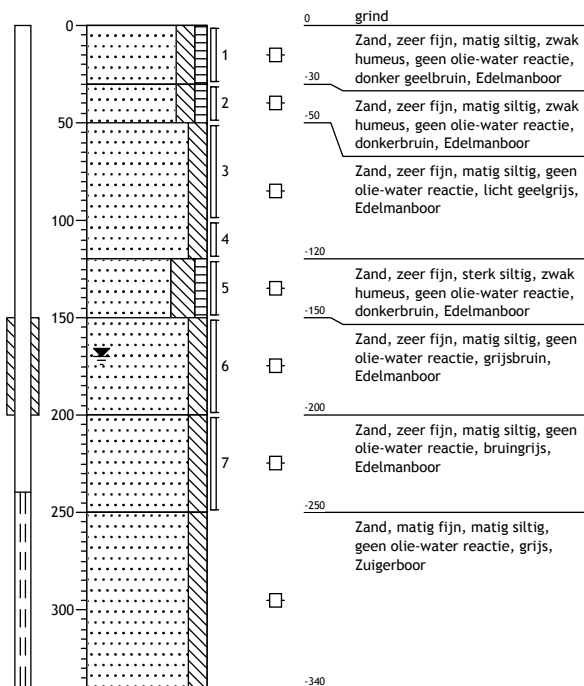 0
50
100
150
200
250
300
1
2
3
4
5
6
7
0
grind
Zand, zeer fijn, matig siltig, zwak
humeus, geen olie-water reactie,
donker geelbruin, Edelmanboor
-30
Zand, zeer fijn, matig siltig, zwak
humeus, geen olie-water reactie,
donkerbruin, Edelmanboor
-50
Zand, zeer fijn, matig siltig, geen
olie-water reactie, licht geelgrijs,
Edelmanboor
-120
Zand, zeer fijn, sterk siltig, zwak
humeus, geen olie-water reactie,
donkerbruin, Edelmanboor
-150
Zand, zeer fijn, matig siltig, geen
olie-water reactie, grijsbruin,
Edelmanboor
-200
Zand, zeer fijn, matig siltig, geen
olie-water reactie, bruingrijs,
Edelmanboor
-250
Zand, matig fijn, matig siltig,
geen olie-water reactie, grijs,
Zuigerboor
-340